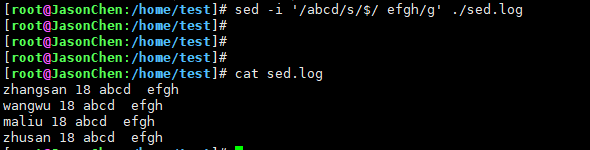 [root@JasonChen:/home/test]# sed -i '/abcd/s/$/ efgh/g' ./sed.log
[root@JasonChen:/home/test]#
[root@JasonChen:/home/test]#
[root@JasonChen:/home/test]# cat sed.log
zhangsan 18 abcd  efgh
wangwu 18 abcd  efgh
maliu 18 abcd  efgh
zhusan 18 abcd  efgh
[root@JasonChen:/home/test]#